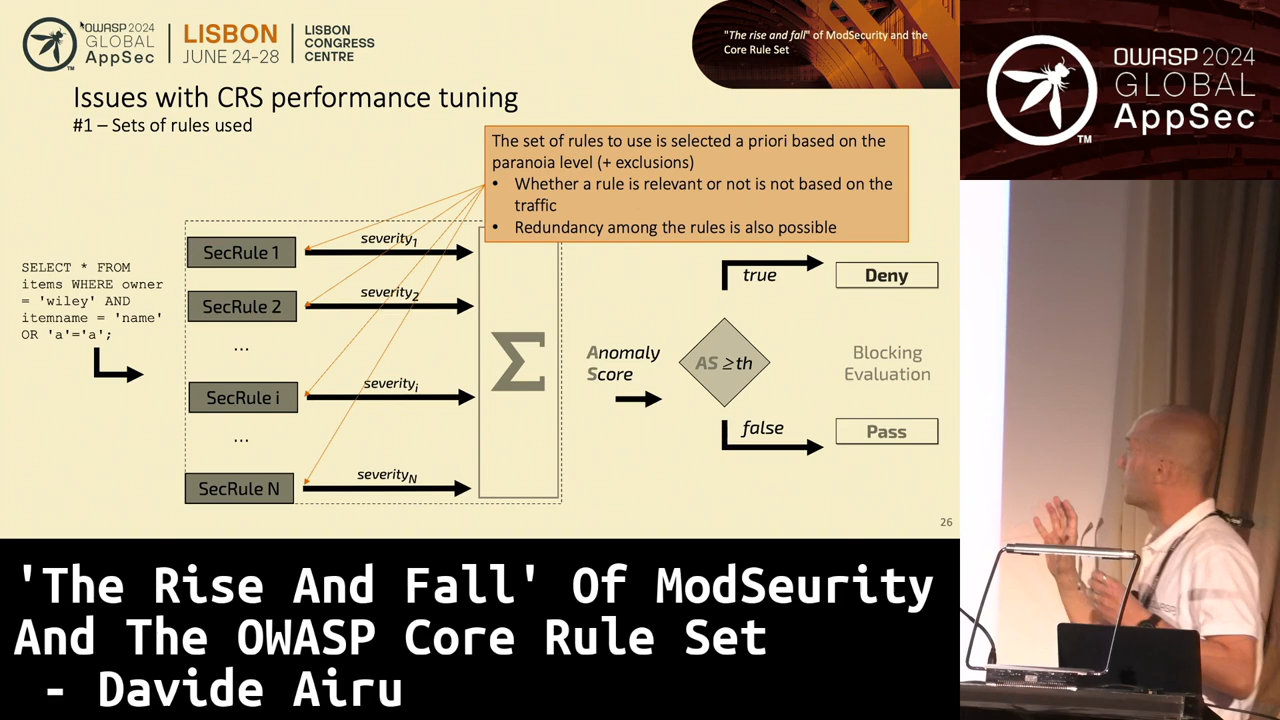 OWASP 2024
GLOBAL
AppSec
TM
LISBON
JUNE 24-28
LISBON
CONGRESS
CENTRE
"The rise and fall" of ModSecurity and the
Core Rule Set
OWASP 2024
GLOBAL
AppSec
TM
Issues with CRS performance tuning
#1 – Sets of rules used
The set of rules to use is selected a priori based on the
paranoia level (+ exclusions)
• Whether a rule is relevant or not is not based on the
traffic
• Redundancy among the rules is also possible
SELECT * FROM
items WHERE owner
= 'wiley' AND
itemname = 'name'
OR 'a'='a';
SecRule 1
severity1
SecRule 2
severity2
...
SecRule i
severityi
...
SecRule N
severityN
Σ
Anomaly
Score
AS ≥th
true
Deny
Blocking
Evaluation
false
Pass
26
'The Rise And Fall' Of ModSeurity
And The OWASP Core Rule Set
- Davide Airu